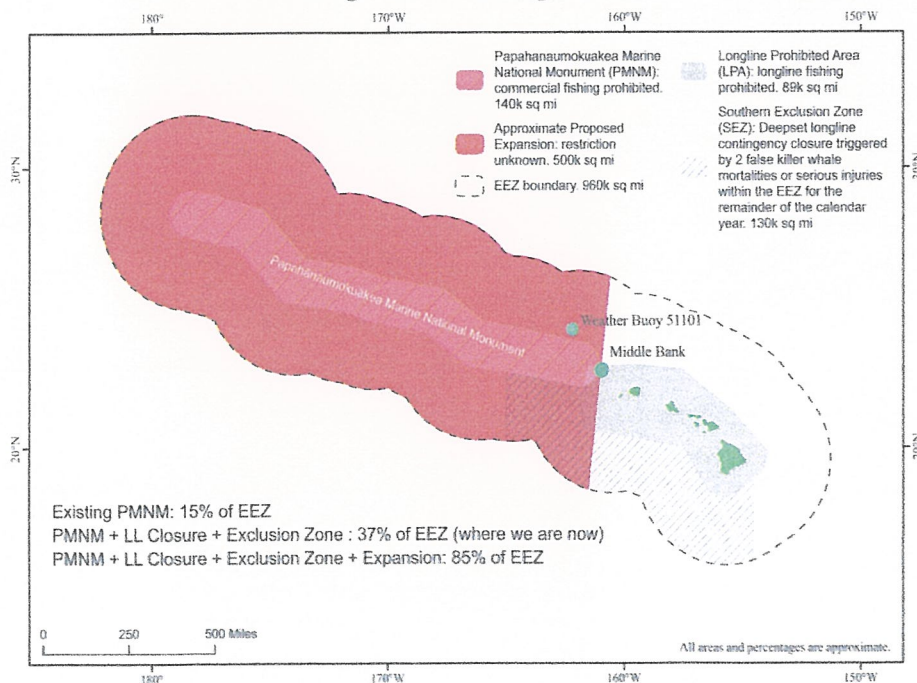 180°
170°W
160°W
150°W
Papahanaumokuakea Marine
National Monument (PMNM):
commercial fishing prohibited.
140k sq mi
Approximate Proposed
Expansion: restriction
unknown. 500k sq mi
EEZ boundary. 960k sq mi
Longline Prohibited Area
(LPA): longline fishing
prohibited. 89k sq mi
Southern Exclusion Zone
(SEZ): Deepset longline
contingency closure triggered
by 2 false killer whale
mortalities or serious injuries
within the EEZ for the
remainder of the calendar
year. 130k sq mi
30°N
Papahānaumokuākea Marine National Monument
Weather Buoy 51101
Middle Bank
20°N
20°N
Existing PMNM: 15% of EEZ
PMNM + LL Closure + Exclusion Zone : 37% of EEZ (where we are now)
PMNM + LL Closure + Exclusion Zone + Expansion: 85% of EEZ
0 250 500 Miles
All areas and percentages are approximate.
180°
170°W
160°W
150°W